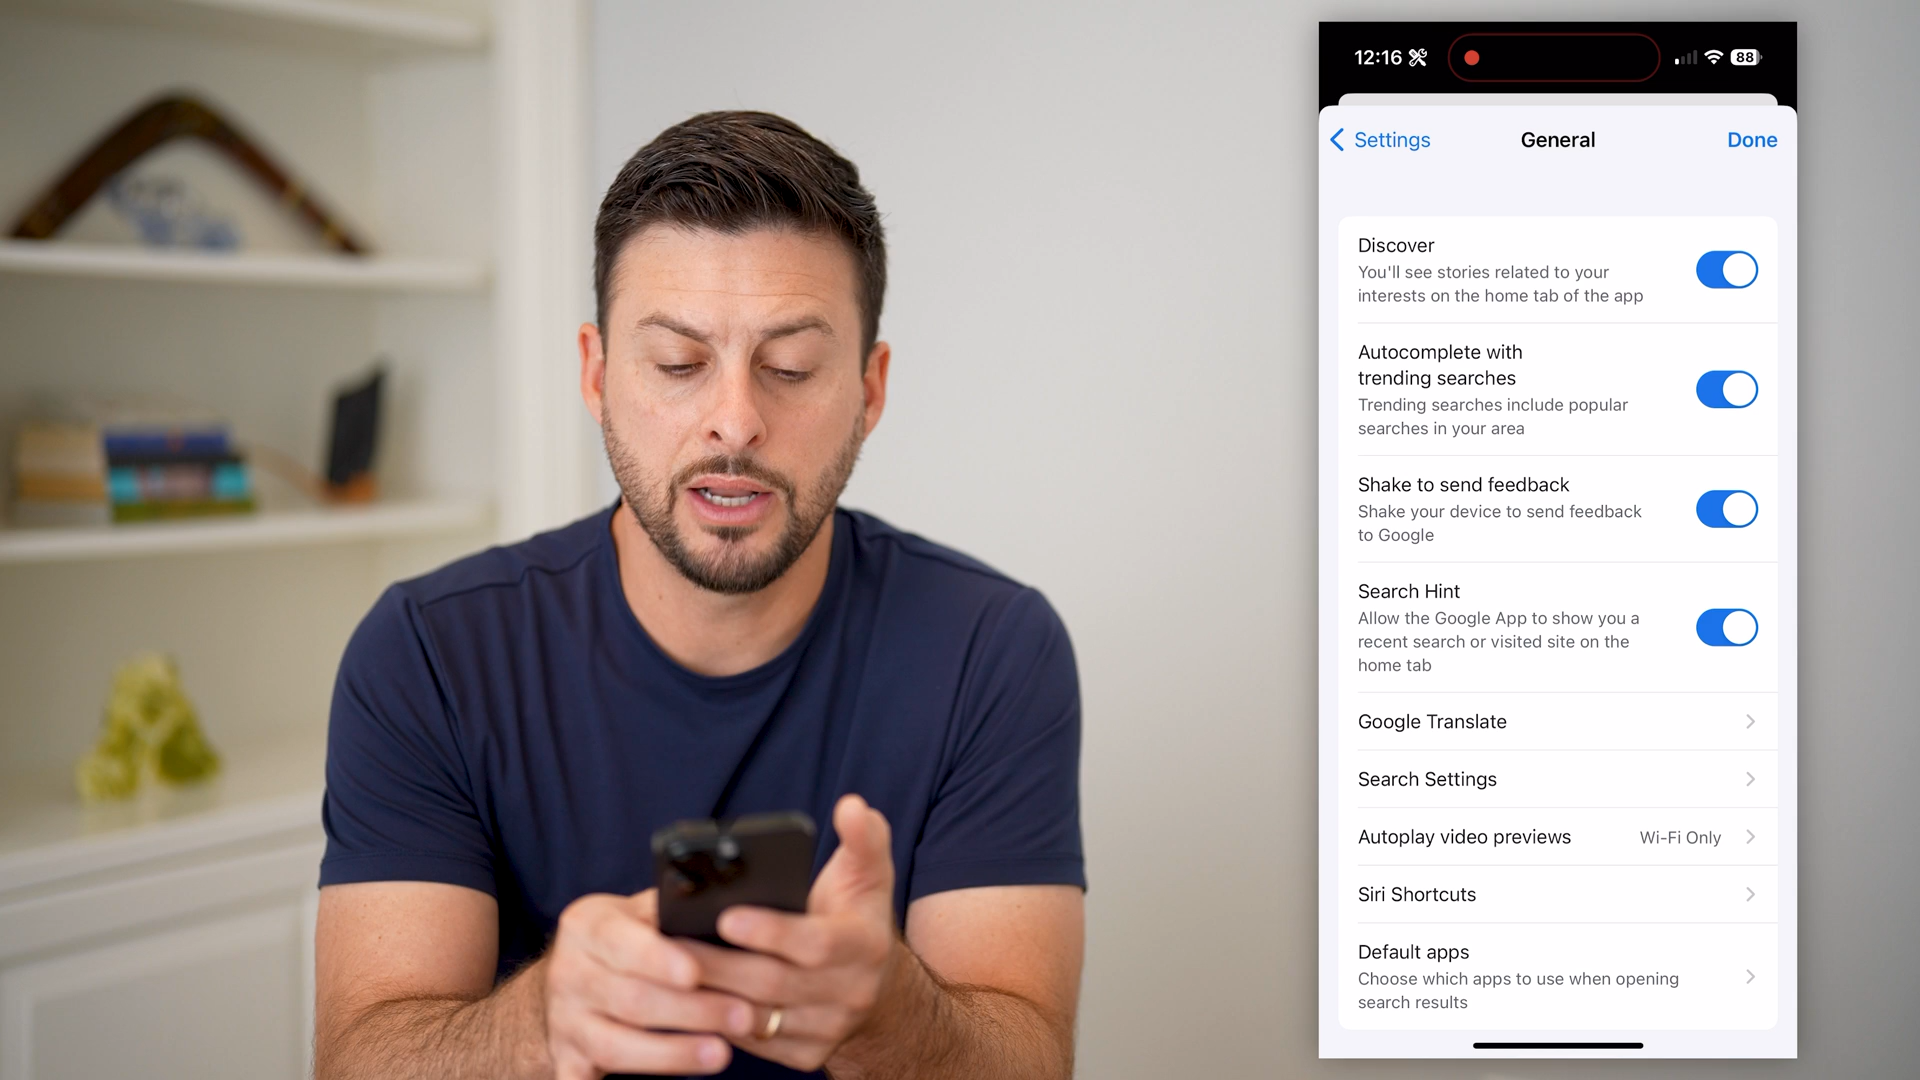 12:16
88
Settings
General
Done
Discover
You'll see stories related to your
interests on the home tab of the app
Autocomplete with
trending searches
Trending searches include popular
searches in your area
Shake to send feedback
Shake your device to send feedback
to Google
Search Hint
Allow the Google App to show you a
recent search or visited site on the
home tab
Google Translate
Search Settings
Autoplay video previews
Wi-Fi Only
Siri Shortcuts
Default apps
Choose which apps to use when opening
search results